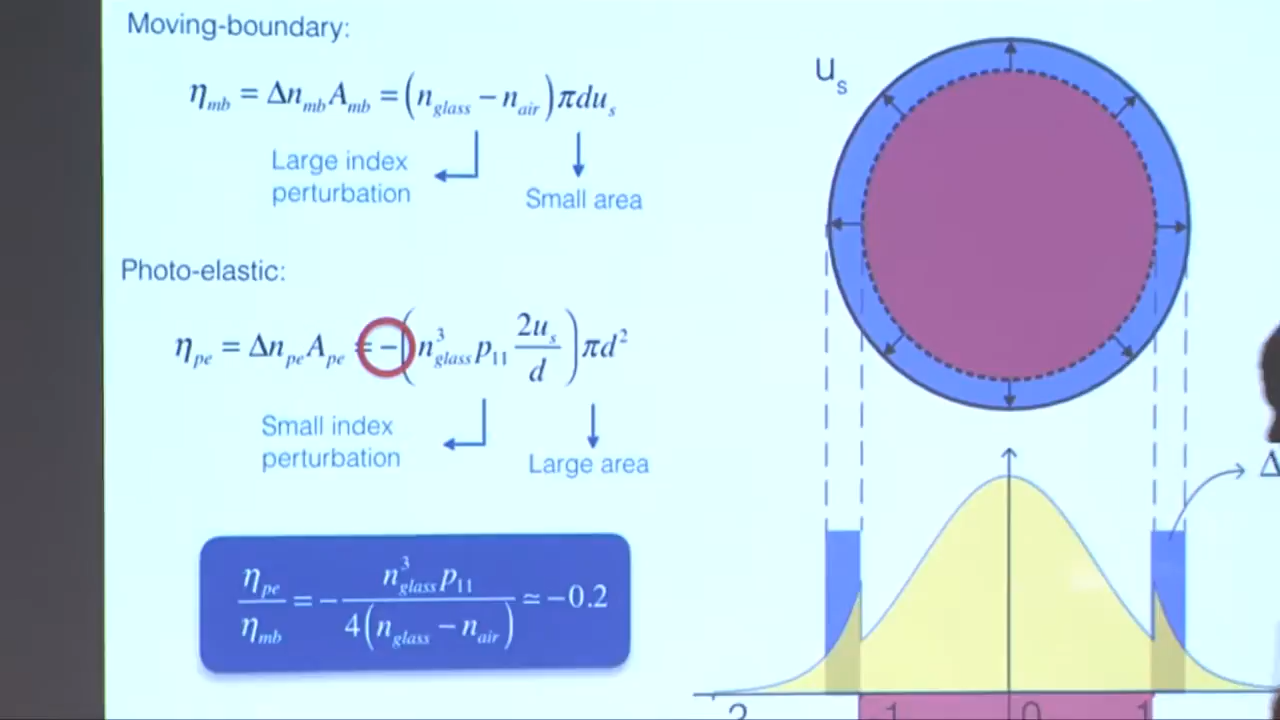 Moving-boundary:
η_mb = Δn_mb A_mb = (n_glass − n_air)πdu_s
Large index
perturbation
Small area
Photo-elastic:
η_pe = Δn_pe A_pe = −(n³_glass p₁₁ 2u_s/d)πd²
Small index
perturbation
Large area
η_pe/η_mb = − n³_glass p₁₁ / 4(n_glass − n_air) ≃ −0.2
u_s
Δ
-1 0 1